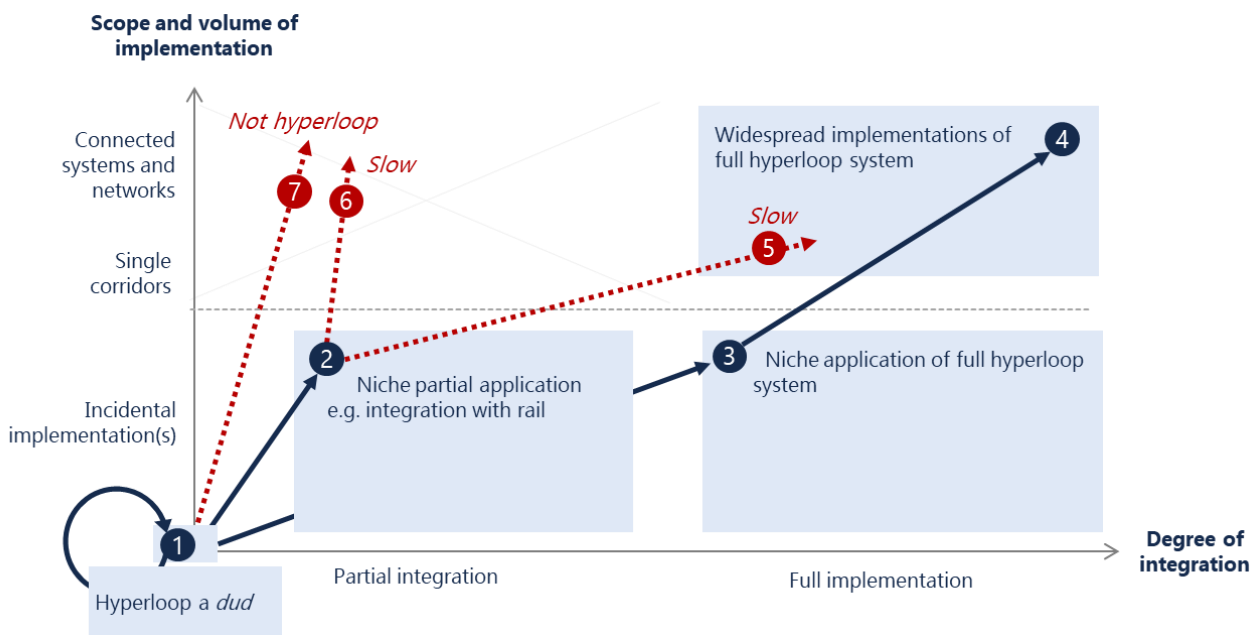 Scope and volume of
implementation
Connected
systems and
networks
Single
corridors
Incidental
implementation(s)
Not hyperloop
Slow
7
6
Widespread implementations of
full hyperloop system
4
Slow
5
2
Niche partial application
e.g. integration with rail
3
Niche application of full hyperloop
system
1
Hyperloop a dud
Partial integration
Full implementation
Degree of
integration